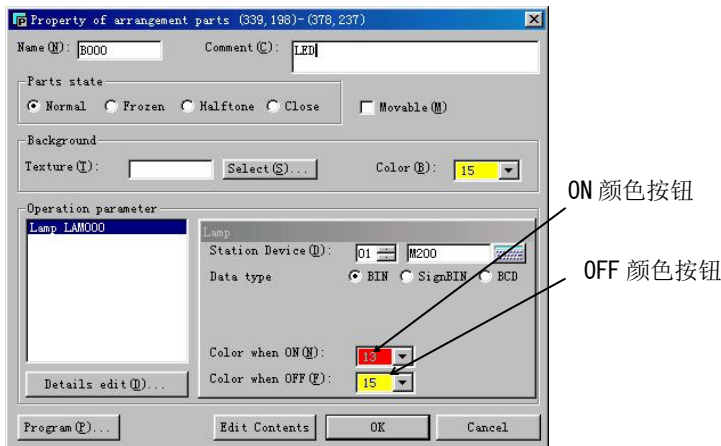 Property of arrangement parts (339,198)-(378,237)
Name(N): B000 Comment(C): LED
Parts state
Normal Frozen Halftone Close Movable(M)
Background
Texture(T): Select(S)... Color(B): 15
Operation parameter
Lamp LAM000
Lamp
Station Device(D): 01 M200
Data type BIN SignBIN BCD
Color when ON(N): 13
Color when OFF(F): 15
Details edit(D)...
Program(P)... Edit Contents OK Cancel
ON 颜色按钮
OFF 颜色按钮